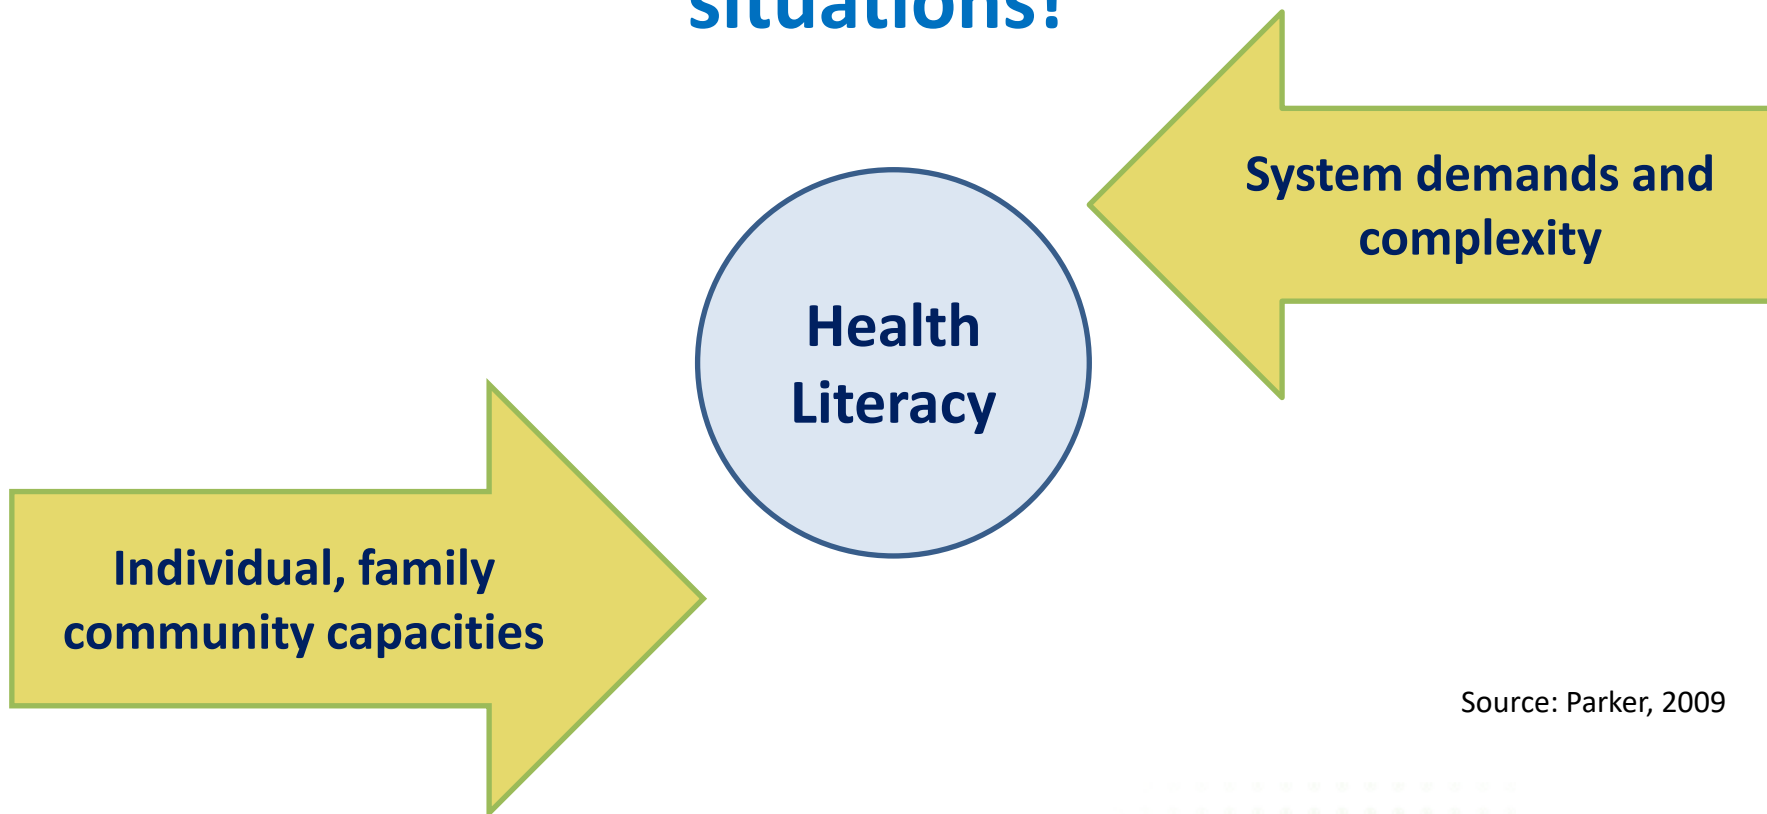 situations!
System demands and
complexity
Health
Literacy
Individual, family
community capacities
Source: Parker, 2009